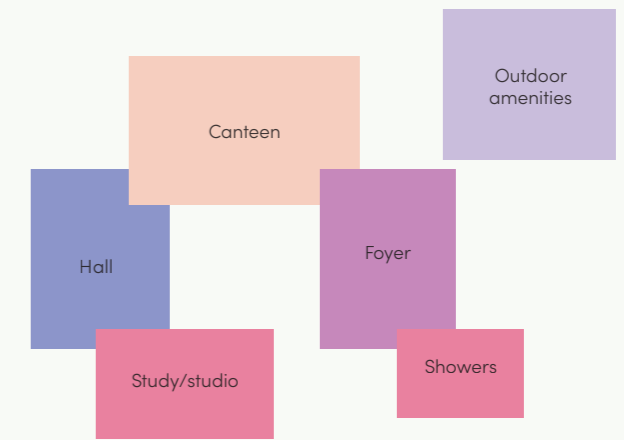 Outdoor
amenities
Canteen
Foyer
Hall
Showers
Study/studio